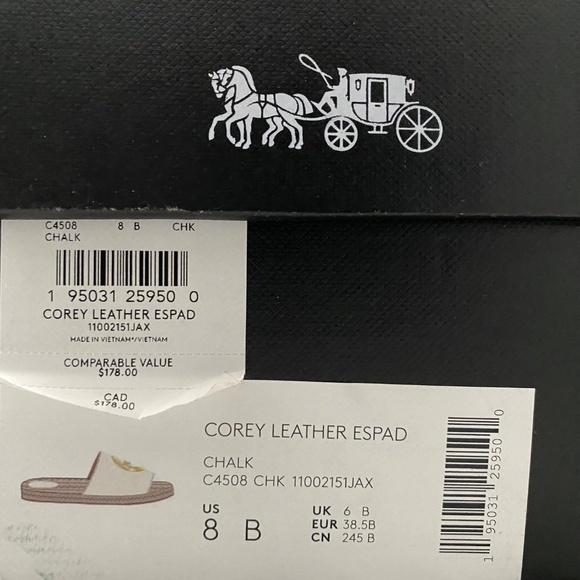 C4508 8 B CHK
CHALK
1 95031 25950 0
COREY LEATHER ESPAD
11002151JAX
MADE IN VIETNAM*/VIETNAM
COMPARABLE VALUE
$178.00
CAD
$178.00
COREY LEATHER ESPAD
CHALK
C4508 CHK 11002151JAX
US
8 B
UK 6 B
EUR 38.5B
CN 245 B
1 95031 25950 0